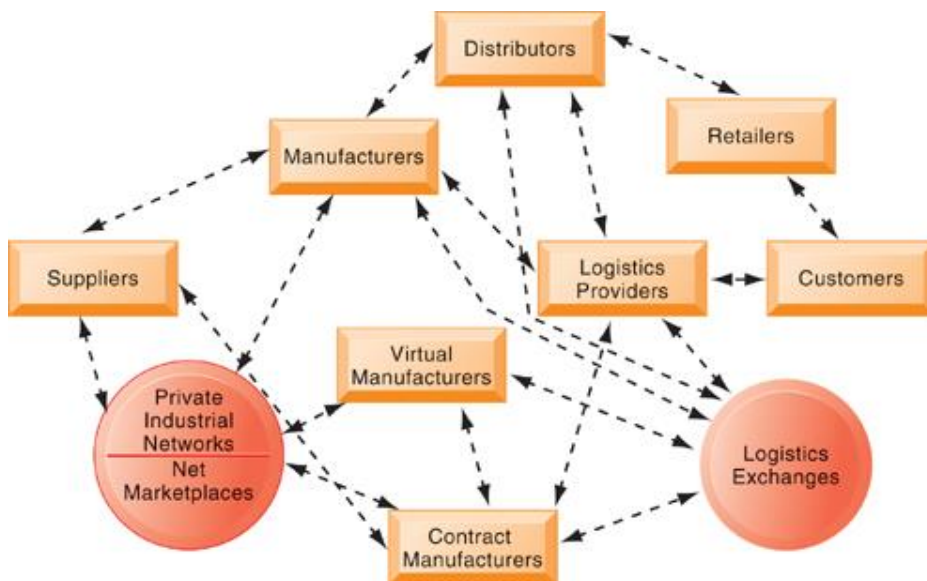 Distributors
Manufacturers
Retailers
Suppliers
Logistics
Providers
Customers
Virtual
Manufacturers
Private
Industrial
Networks
Net
Marketplaces
Logistics
Exchanges
Contract
Manufacturers